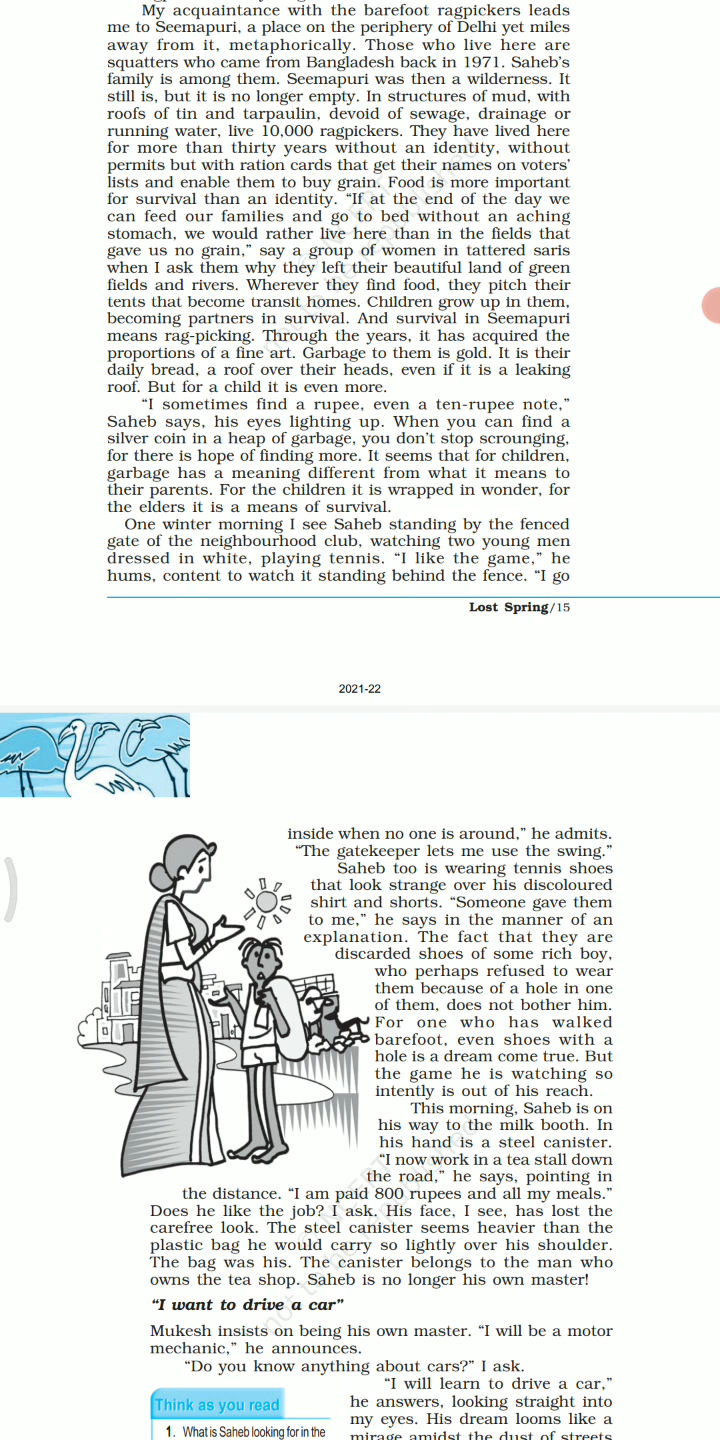 My acquaintance with the barefoot ragpickers leads
me to Seemapuri, a place on the periphery of Delhi yet miles
away from it, metaphorically. Those who live here are
squatters who came from Bangladesh back in 1971. Saheb’s
family is among them. Seemapuri was then a wilderness. It
still is, but it is no longer empty. In structures of mud, with
roofs of tin and tarpaulin, devoid of sewage, drainage or
running water, live 10,000 ragpickers. They have lived here
for more than thirty years without an identity, without
permits but with ration cards that get their names on voters’
lists and enable them to buy grain. Food is more important
for survival than an identity. “If at the end of the day we
can feed our families and go to bed without an aching
stomach, we would rather live here than in the fields that
gave us no grain,” say a group of women in tattered saris
when I ask them why they left their beautiful land of green
fields and rivers. Wherever they find food, they pitch their
tents that become transit homes. Children grow up in them,
becoming partners in survival. And survival in Seemapuri
means rag-picking. Through the years, it has acquired the
proportions of a fine art. Garbage to them is gold. It is their
daily bread, a roof over their heads, even if it is a leaking
roof. But for a child it is even more.
“I sometimes find a rupee, even a ten-rupee note,”
Saheb says, his eyes lighting up. When you can find a
silver coin in a heap of garbage, you don’t stop scrounging,
for there is hope of finding more. It seems that for children,
garbage has a meaning different from what it means to
their parents. For the children it is wrapped in wonder, for
the elders it is a means of survival.
One winter morning I see Saheb standing by the fenced
gate of the neighbourhood club, watching two young men
dressed in white, playing tennis. “I like the game,” he
hums, content to watch it standing behind the fence. “I go
Lost Spring/15
2021-22
inside when no one is around,” he admits.
“The gatekeeper lets me use the swing.”
Saheb too is wearing tennis shoes
that look strange over his discoloured
shirt and shorts. “Someone gave them
to me,” he says in the manner of an
explanation. The fact that they are
discarded shoes of some rich boy,
who perhaps refused to wear
them because of a hole in one
of them, does not bother him.
For one who has walked
barefoot, even shoes with a
hole is a dream come true. But
the game he is watching so
intently is out of his reach.
This morning, Saheb is on
his way to the milk booth. In
his hand is a steel canister.
“I now work in a tea stall down
the road,” he says, pointing in
the distance. “I am paid 800 rupees and all my meals.”
Does he like the job? I ask. His face, I see, has lost the
carefree look. The steel canister seems heavier than the
plastic bag he would carry so lightly over his shoulder.
The bag was his. The canister belongs to the man who
owns the tea shop. Saheb is no longer his own master!
“I want to drive a car”
Mukesh insists on being his own master. “I will be a motor
mechanic,” he announces.
“Do you know anything about cars?” I ask.
“I will learn to drive a car,”
he answers, looking straight into
my eyes. His dream looms like a
mirage amidst the dust of streets
Think as you read
1. What is Saheb looking for in the